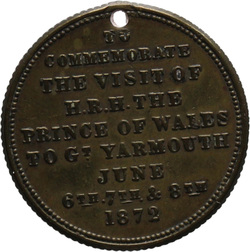 TO
COMMEMORATE
THE VISIT OF
H.R.H. THE
PRINCE OF WALES
TO GT YARMOUTH
JUNE
6TH. 7TH & 8TH
1872